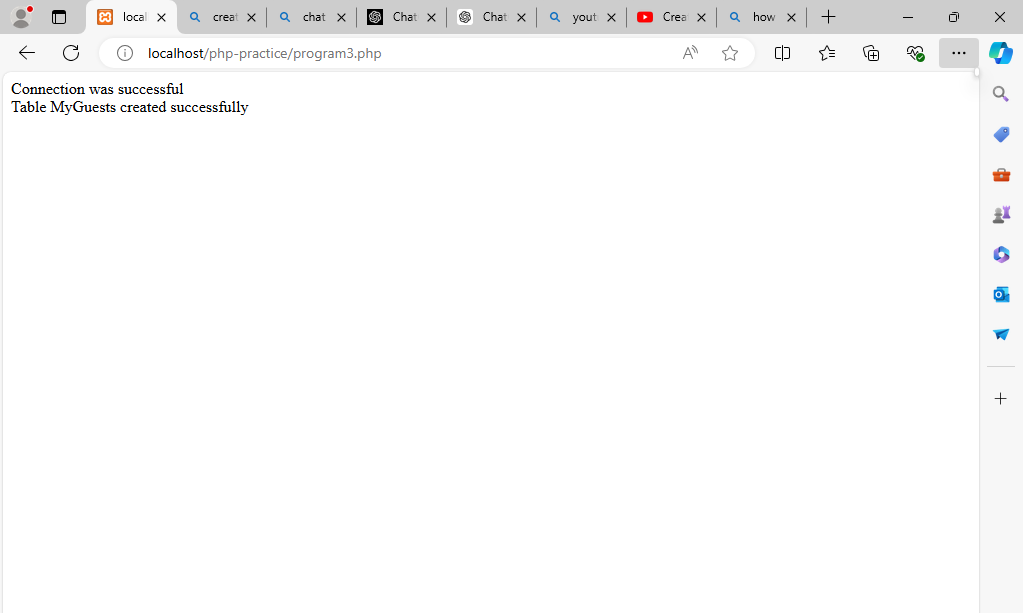 local
creat
chat
Chat
Chat
yout
Crea
how
localhost/php-practice/program3.php
Connection was successful
Table MyGuests created successfully